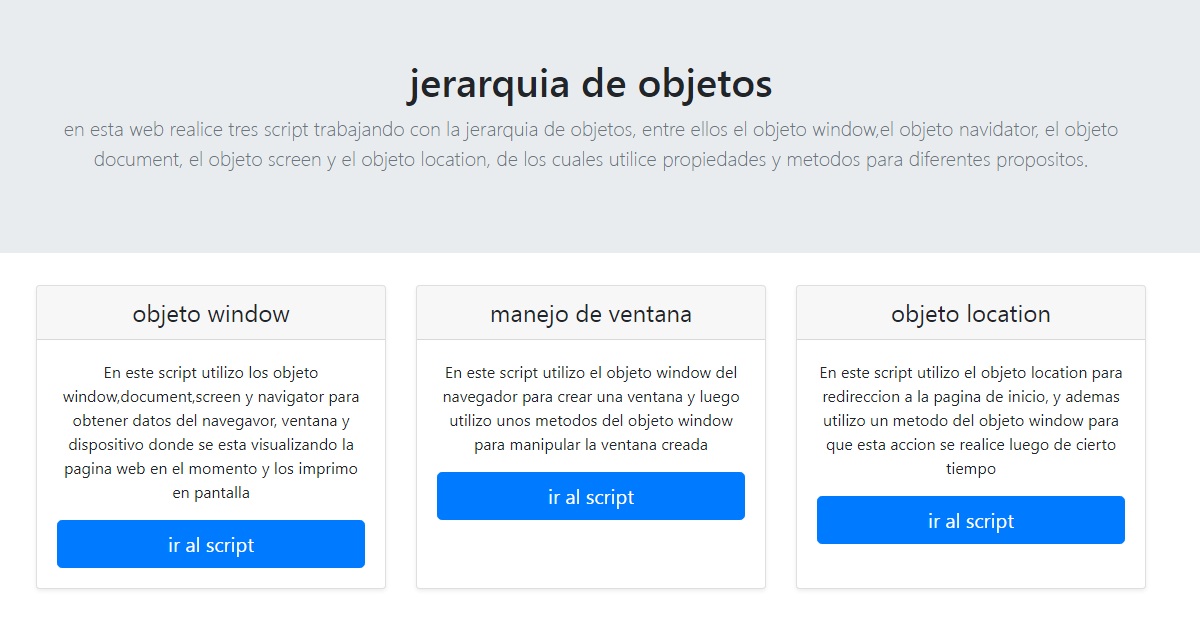 jerarquia de objetos
en esta web realice tres script trabajando con la jerarquia de objetos, entre ellos el objeto window,el objeto navidator, el objeto
document, el objeto screen y el objeto location, de los cuales utilice propiedades y metodos para diferentes propositos.
objeto window
En este script utilizo los objeto
window,document,screen y navigator para
obtener datos del navegavor, ventana y
dispositivo donde se esta visualizando la
pagina web en el momento y los imprimo
en pantalla
ir al script
manejo de ventana
En este script utilizo el objeto window del
navegador para crear una ventana y luego
utilizo unos metodos del objeto window
para manipular la ventana creada
ir al script
objeto location
En este script utilizo el objeto location para
redireccion a la pagina de inicio, y ademas
utilizo un metodo del objeto window para
que esta accion se realice luego de cierto
tiempo
ir al script